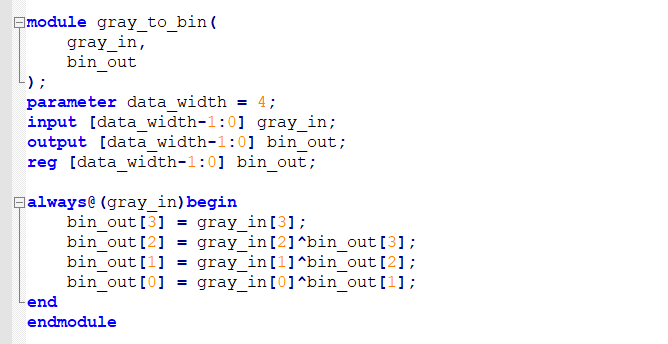 module gray_to_bin(
    gray_in,
    bin_out
);
parameter data_width = 4;
input [data_width-1:0] gray_in;
output [data_width-1:0] bin_out;
reg [data_width-1:0] bin_out;

always@(gray_in)begin
    bin_out[3] = gray_in[3];
    bin_out[2] = gray_in[2]^bin_out[3];
    bin_out[1] = gray_in[1]^bin_out[2];
    bin_out[0] = gray_in[0]^bin_out[1];
end
endmodule